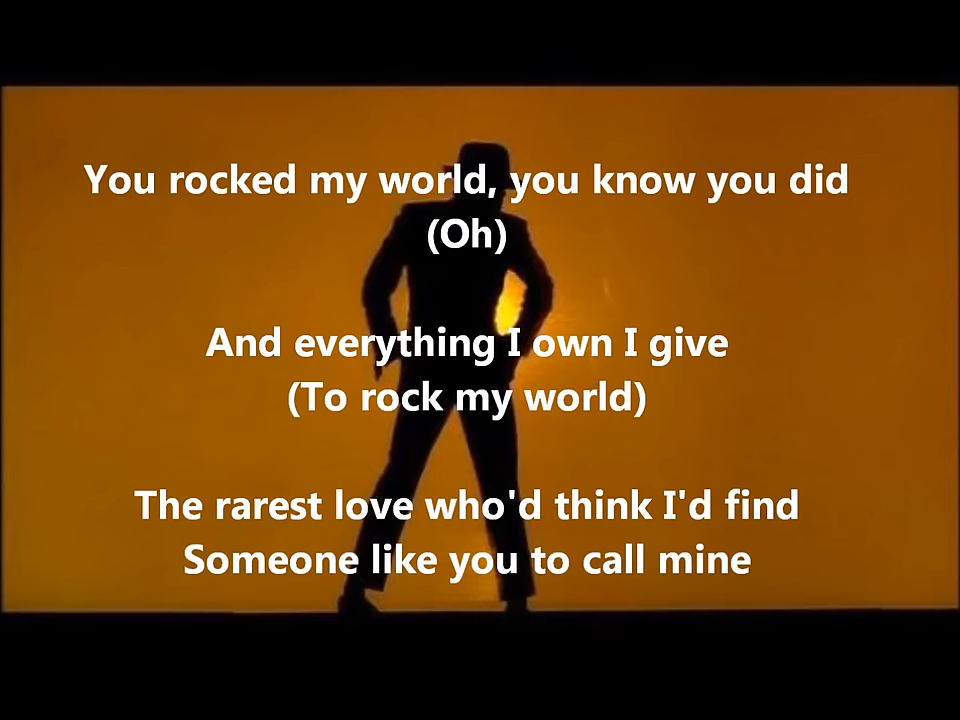 You rocked my world, you know you did
(Oh)
And everything I own I give
(To rock my world)
The rarest love who'd think I'd find
Someone like you to call mine